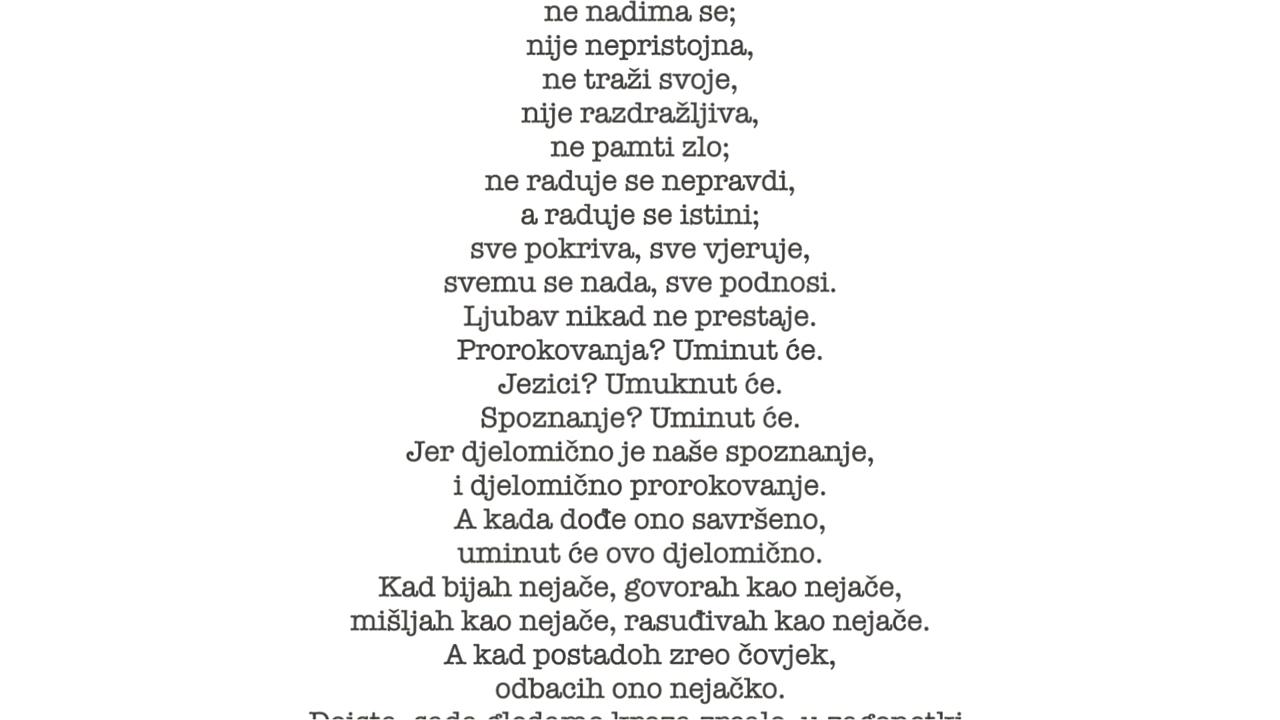 ne nadima se;
nije nepristojna,
ne traži svoje,
nije razdražljiva,
ne pamti zlo;
ne raduje se nepravdi,
a raduje se istini;
sve pokriva, sve vjeruje,
svemu se nada, sve podnosi.
Ljubav nikad ne prestaje.
Prorokovanja? Uminut će.
Jezici? Umuknut će.
Spoznanje? Uminut će.
Jer djelomično je naše spoznanje,
i djelomično prorokovanje.
A kada dođe ono savršeno,
uminut će ovo djelomično.
Kad bijah nejače, govorah kao nejače,
mišljah kao nejače, rasuđivah kao nejače.
A kad postadoh zreo čovjek,
odbacih ono nejačko.